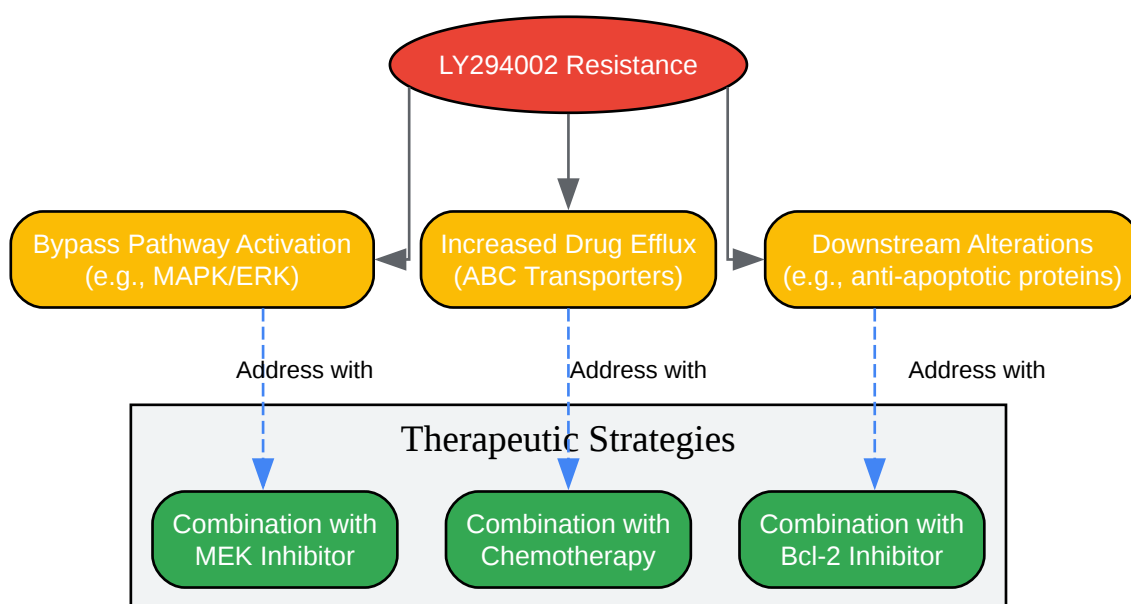 LY294002 Resistance
Bypass Pathway Activation
(e.g., MAPK/ERK)
Increased Drug Efflux
(ABC Transporters)
Downstream Alterations
(e.g., anti-apoptotic proteins)
Address with
Address with
Address with
Therapeutic Strategies
Combination with
MEK Inhibitor
Combination with
Chemotherapy
Combination with
Bcl-2 Inhibitor